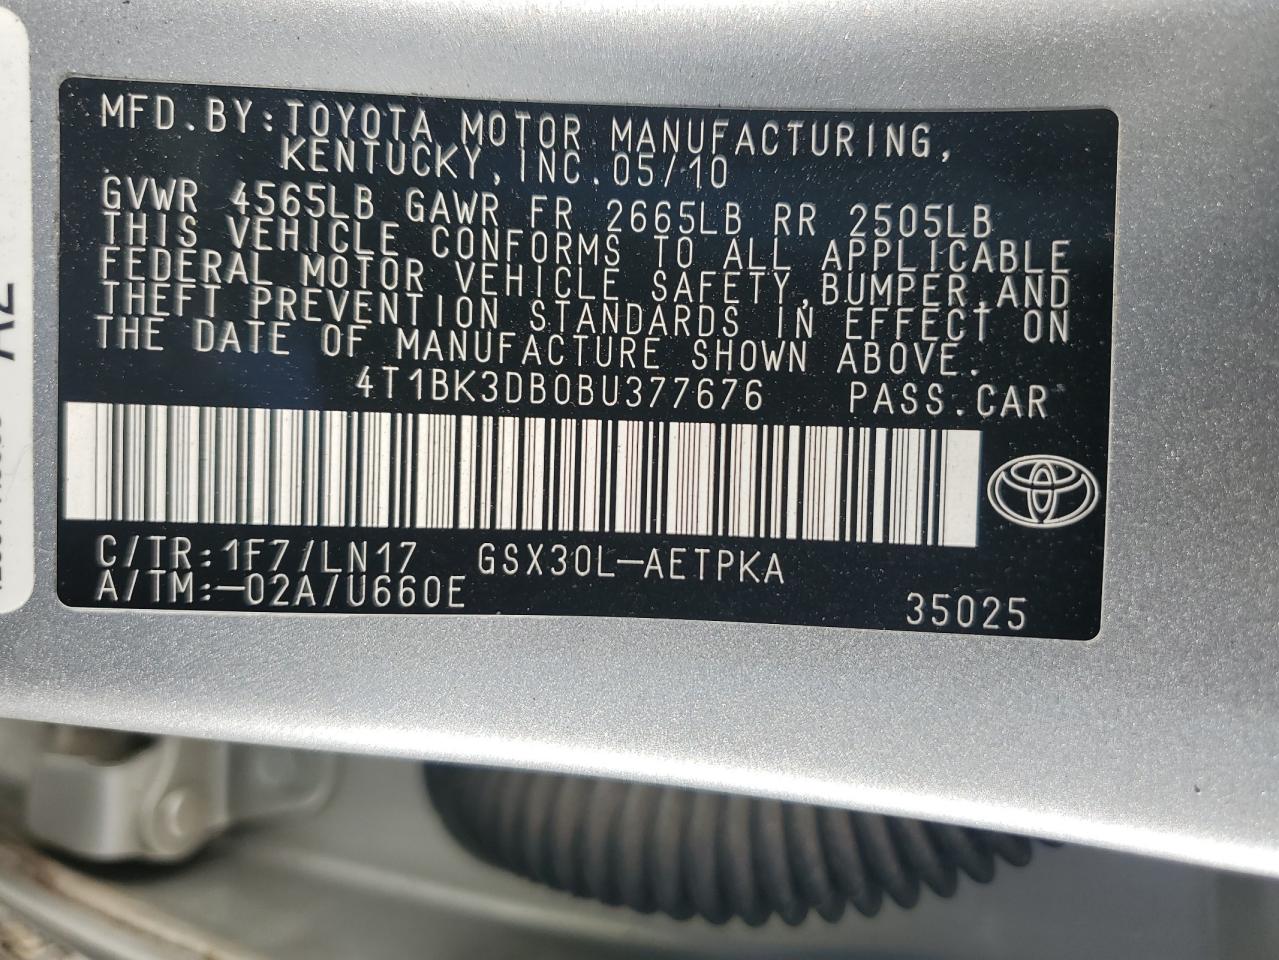 MFD.BY:TOYOTA MOTOR MANUFACTURING,
KENTUCKY,INC.05/10
GVWR 4565LB GAWR FR 2665LB RR 2505LB
THIS VEHICLE CONFORMS TO ALL APPLICABLE
FEDERAL MOTOR VEHICLE SAFETY,BUMPER,AND
THEFT PREVENTION STANDARDS IN EFFECT ON
THE DATE OF MANUFACTURE SHOWN ABOVE.
4T1BK3DB0BU377676 PASS.CAR
C/TR:1F7/LN17 GSX30L-AETPKA
A/TM:-02A/U660E
35025